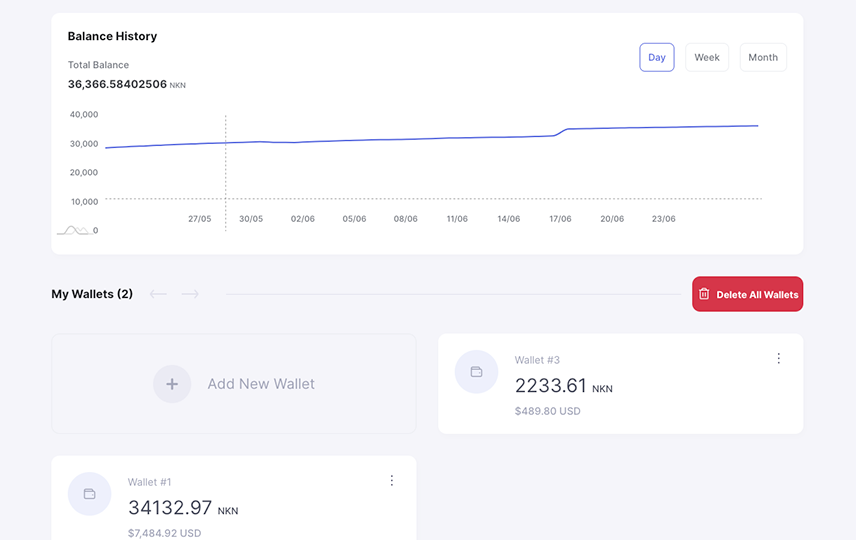 Balance History
Total Balance
36,366.58402506 NKN
Day Week Month
40,000
30,000
20,000
10,000
0
27/05 30/05 02/06 05/06 08/06 11/06 14/06 17/06 20/06 23/06
My Wallets (2)
Delete All Wallets
Add New Wallet
Wallet #3
2233.61 NKN
$489.80 USD
Wallet #1
34132.97 NKN
$7,484.92 USD